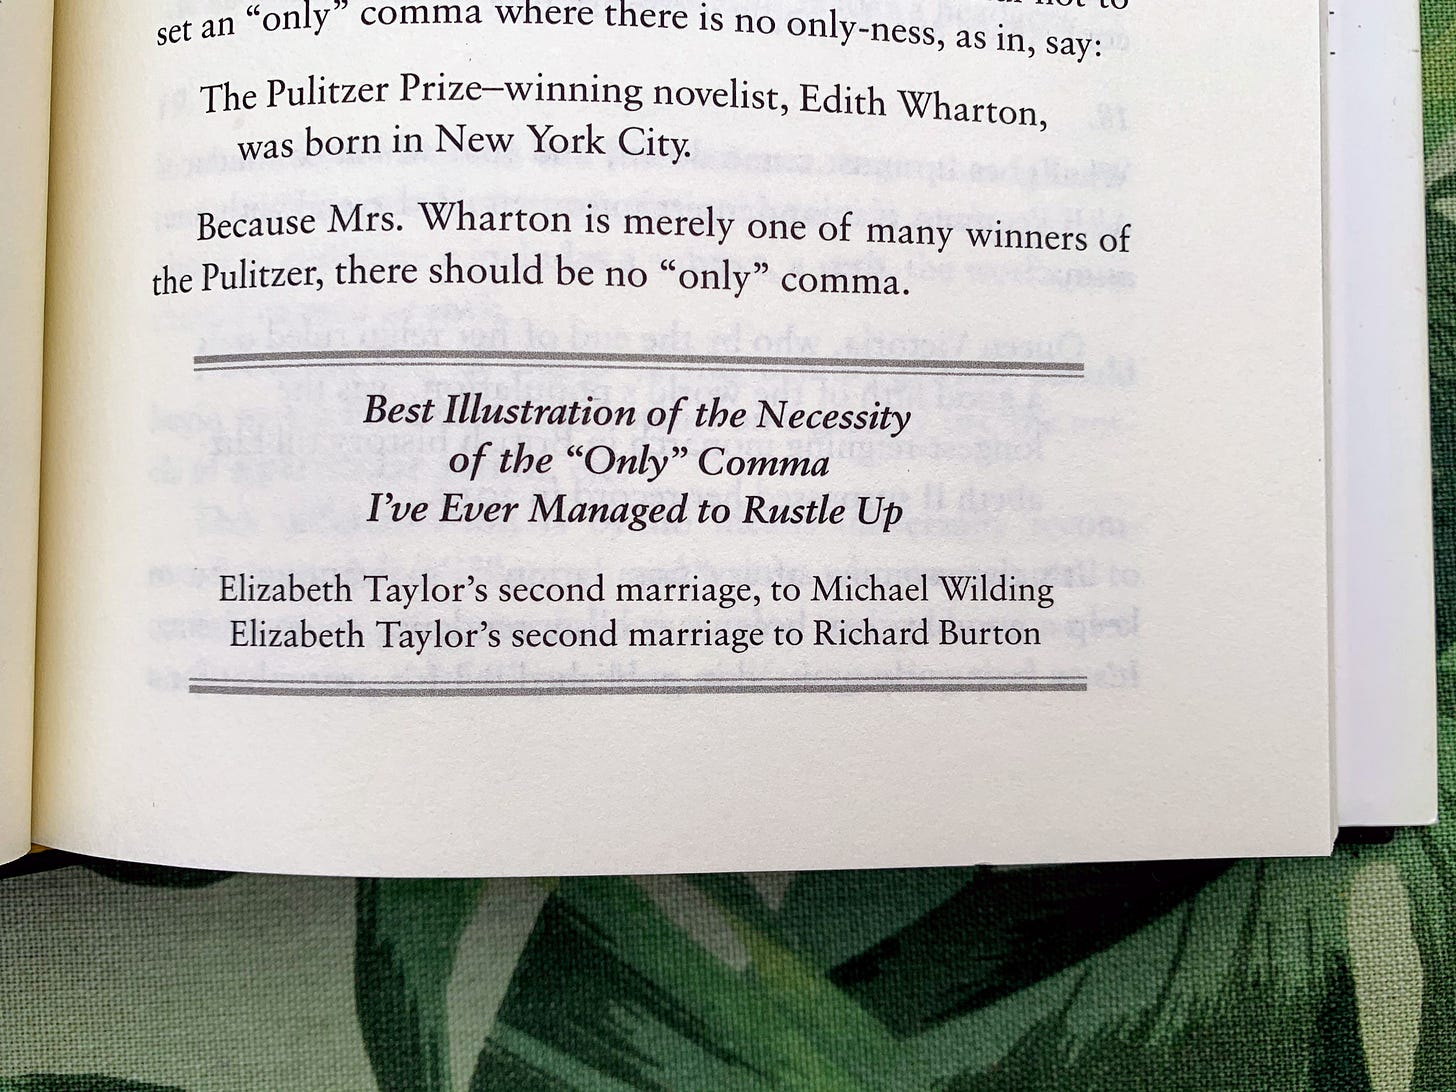 not to
set an “only” comma where there is no only-ness, as in, say:
The Pulitzer Prize–winning novelist, Edith Wharton,
was born in New York City.
Because Mrs. Wharton is merely one of many winners of
the Pulitzer, there should be no “only” comma.
Best Illustration of the Necessity
of the “Only” Comma
I’ve Ever Managed to Rustle Up
Elizabeth Taylor’s second marriage, to Michael Wilding
Elizabeth Taylor’s second marriage to Richard Burton